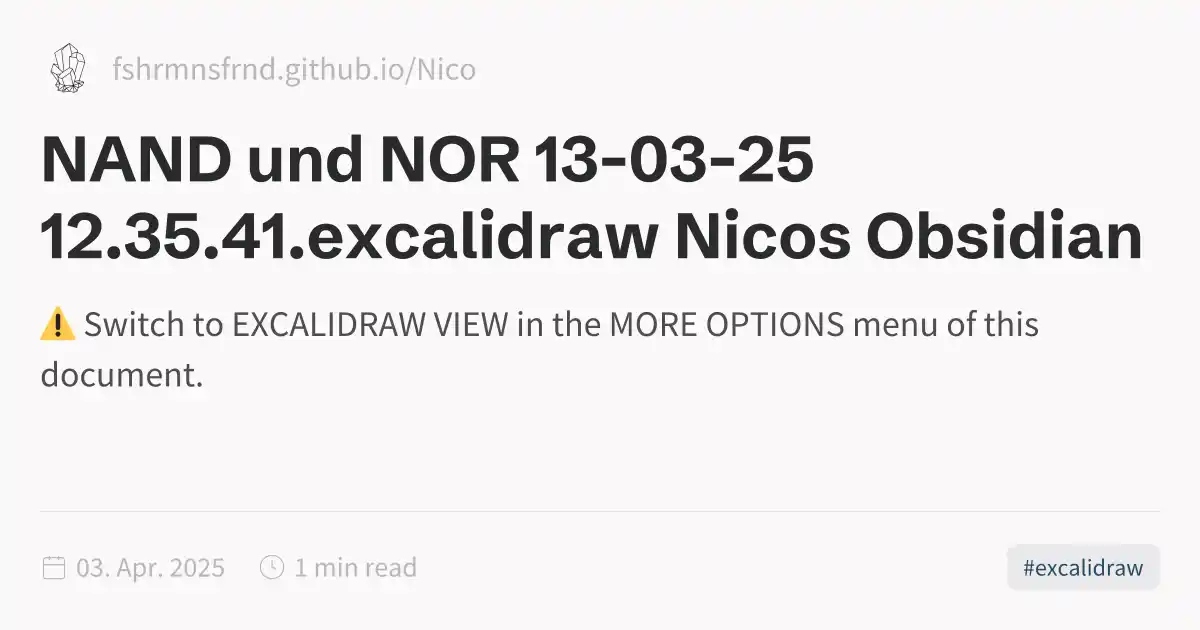 fshrmnsfrnd.github.io/Nico
NAND und NOR 13-03-25
12.35.41.excalidraw Nicos Obsidian
⚠️ Switch to EXCALIDRAW VIEW in the MORE OPTIONS menu of this
document.
03. Apr. 2025 1 min read #excalidraw